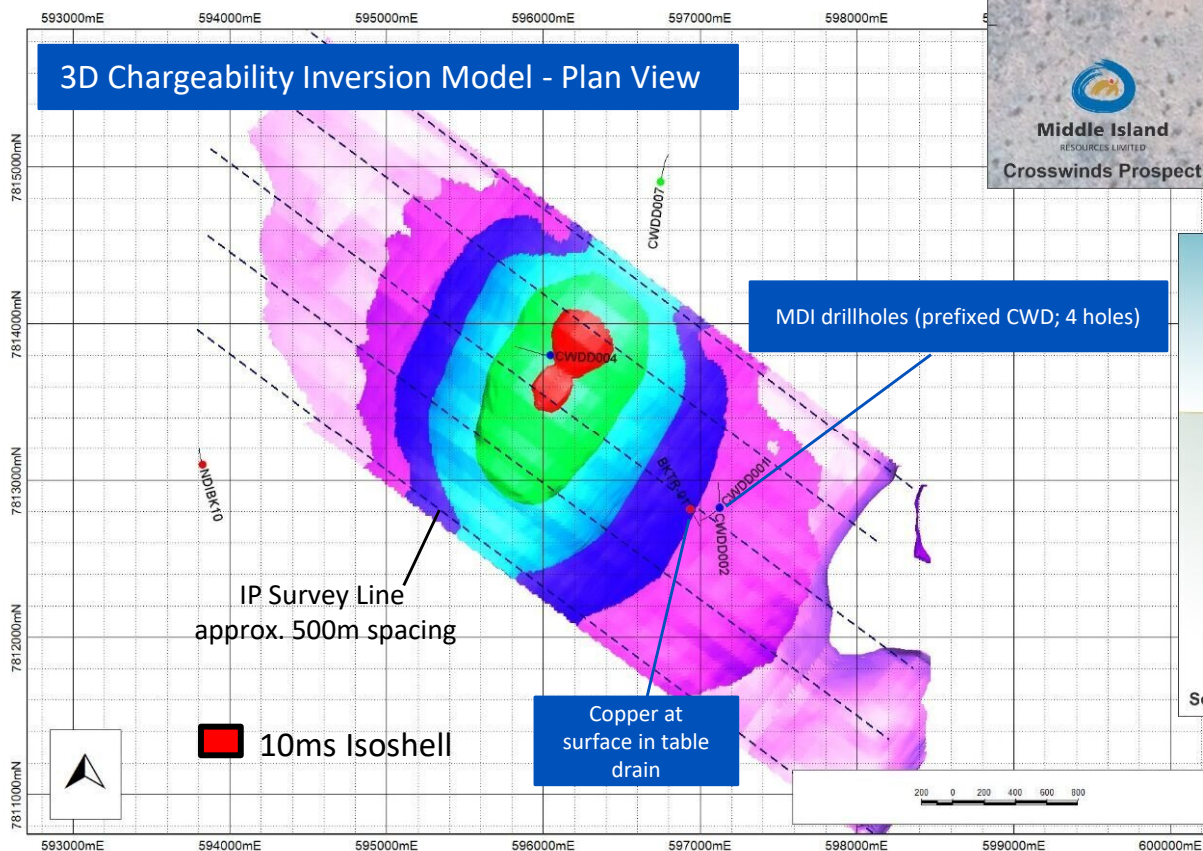 593000mE 594000mE 595000mE 596000mE 597000mE 598000mE
3D Chargeability Inversion Model - Plan View
Middle Island
RESOURCES LIMITED
Crosswinds Prospect
7815000mN
CWDD007
MDI drillholes (prefixed CWD; 4 holes)
7814000mN
CWDD004
7813000mN
NDIBK10
CWDD001
CWDD002
IP Survey Line
approx. 500m spacing
7812000mN
Copper at
surface in table
drain
10ms Isoshell
7811000mN
200 0 200 400 600 800
593000mE 594000mE 595000mE 596000mE 597000mE 598000mE 599000mE 600000mE